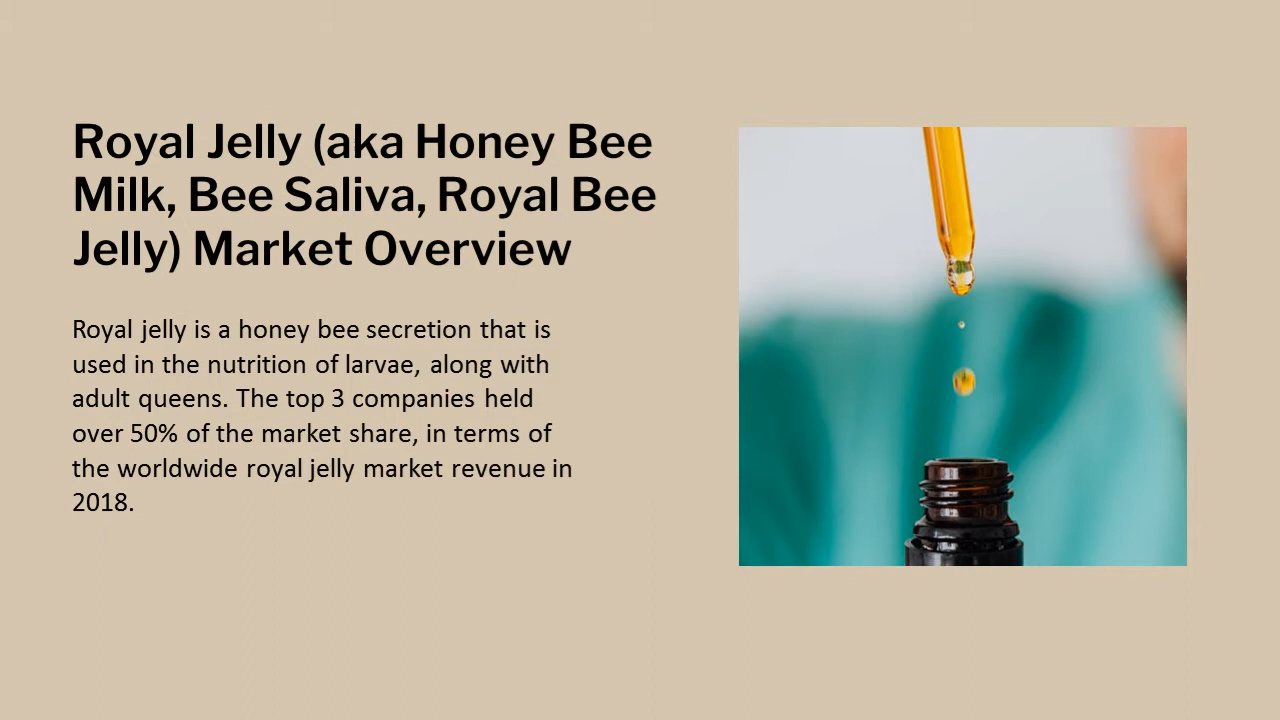 Royal Jelly (aka Honey Bee
Milk, Bee Saliva, Royal Bee
Jelly) Market Overview
Royal jelly is a honey bee secretion that is
used in the nutrition of larvae, along with
adult queens. The top 3 companies held
over 50% of the market share, in terms of
the worldwide royal jelly market revenue in
2018.